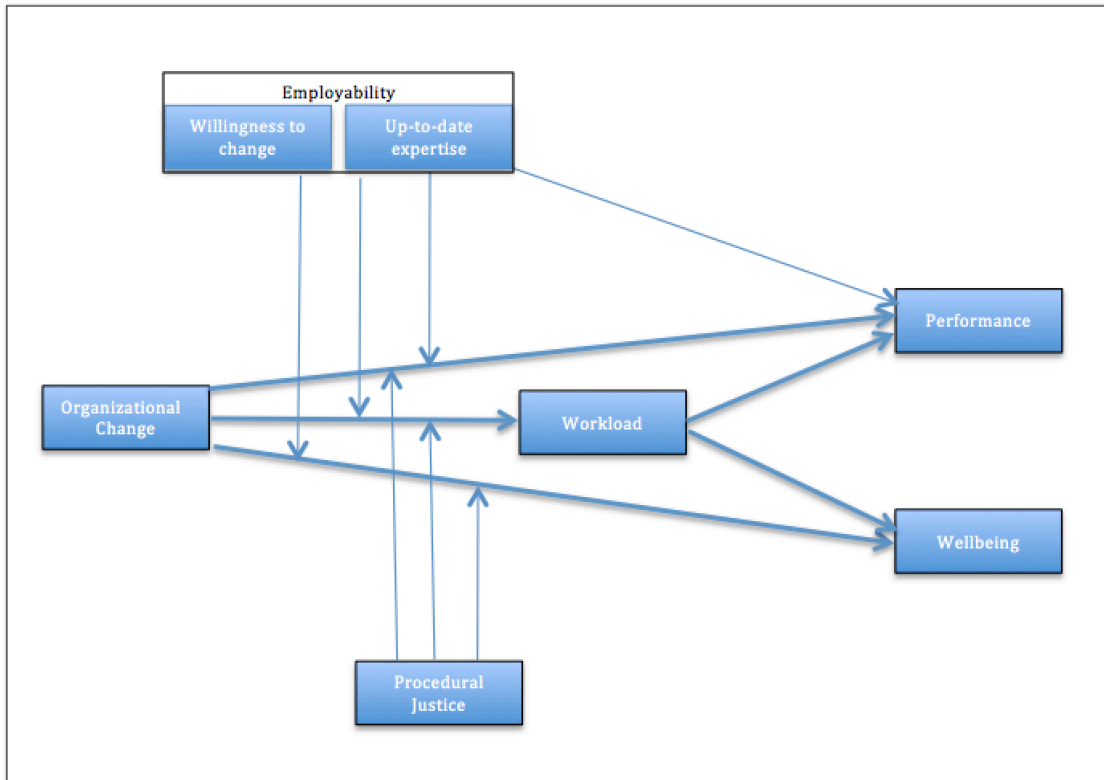 Employability
Willingness to
change
Up-to-date
expertise
Performance
Organizational
Change
Workload
Wellbeing
Procedural
Justice